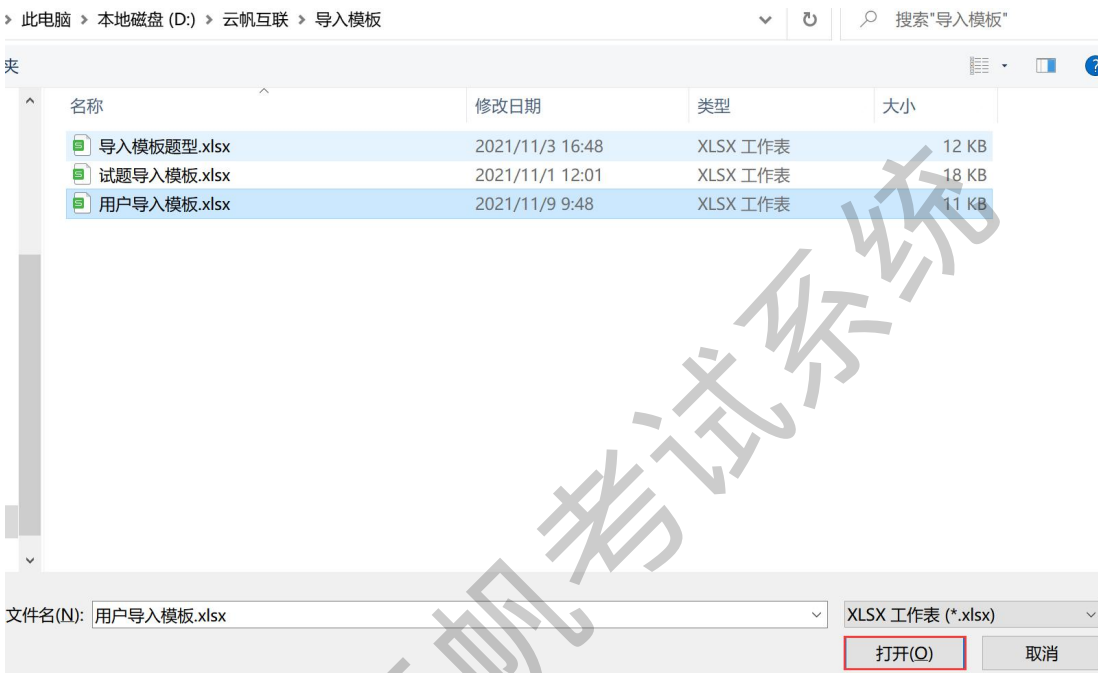 › 此电脑 › 本地磁盘 (D:) › 云帆互联 › 导入模板 搜索"导入模板"
夹
名称 修改日期 类型 大小
导入模板题型.xlsx 2021/11/3 16:48 XLSX 工作表 12 KB
试题导入模板.xlsx 2021/11/1 12:01 XLSX 工作表 18 KB
用户导入模板.xlsx 2021/11/9 9:48 XLSX 工作表 11 KB
帆考试系统
文件名(N): 用户导入模板.xlsx XLSX 工作表 (*.xlsx)
打开(O) 取消